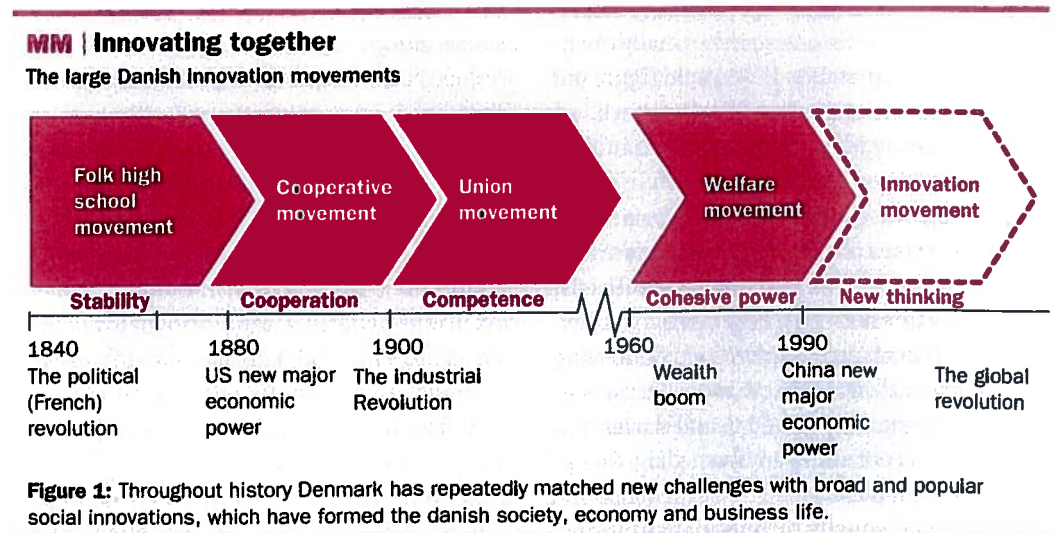 MM | Innovating together
The large Danish innovation movements
Folk high
school
movement
Cooperative
movement
Union
movement
Welfare
movement
Innovation
movement
Stability
Cooperation
Competence
Cohesive power
New thinking
1840
The political
(French)
revolution
1880
US new major
economic
power
1900
The industrial
Revolution
1960
Wealth
boom
1990
China new
major
economic
power
The global
revolution
Figure 1: Throughout history Denmark has repeatedly matched new challenges with broad and popular
social innovations, which have formed the danish society, economy and business life.